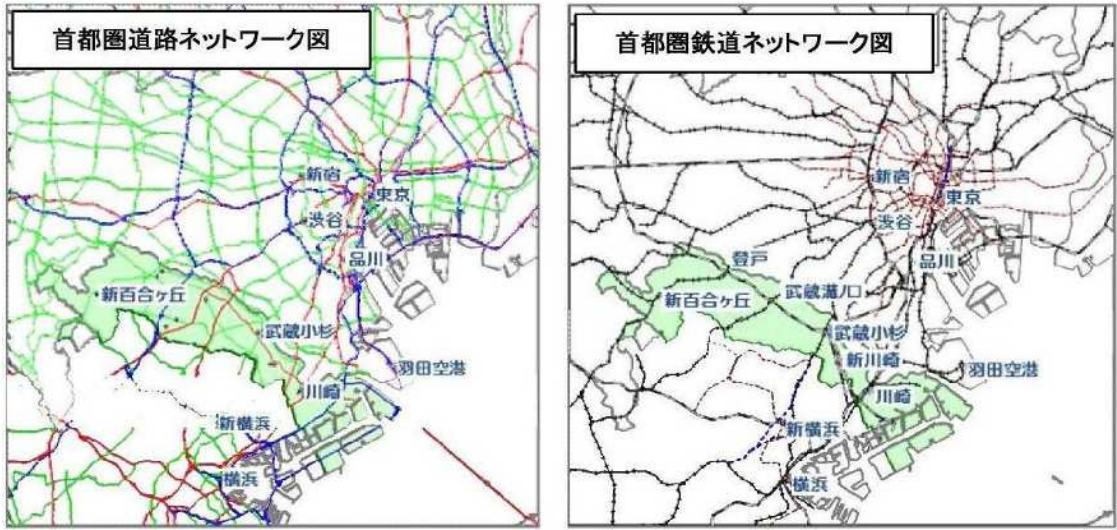 首都圏道路ネットワーク図
新宿
東京
渋谷
品川
新百合ヶ丘
武蔵小杉
羽田空港
川崎
新横浜
横浜
首都圏鉄道ネットワーク図
新宿
東京
渋谷
品川
登戸
新百合ヶ丘
武蔵溝ノ口
武蔵小杉
新川崎
羽田空港
川崎
新横浜
横浜